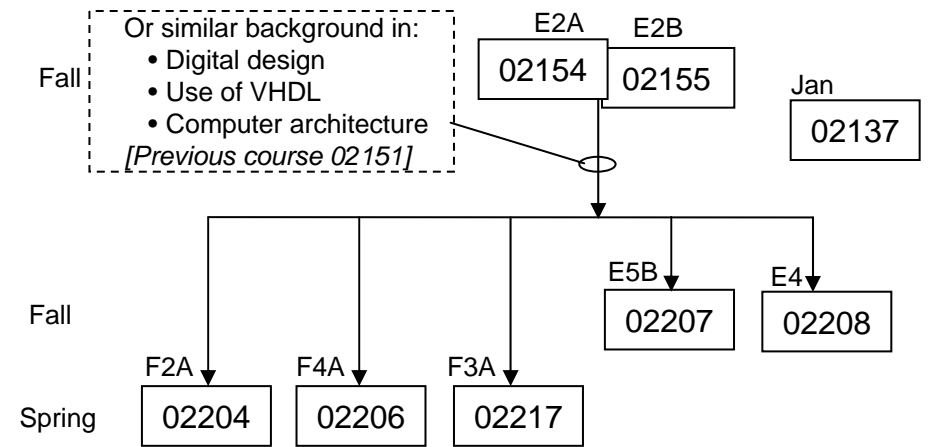 Or similar background in:
• Digital design
• Use of VHDL
• Computer architecture
[Previous course 02151]
Fall
E2A
E2B
02154
02155
Jan
02137
Fall
E5B
02207
E4
02208
Spring
F2A
02204
F4A
02206
F3A
02217